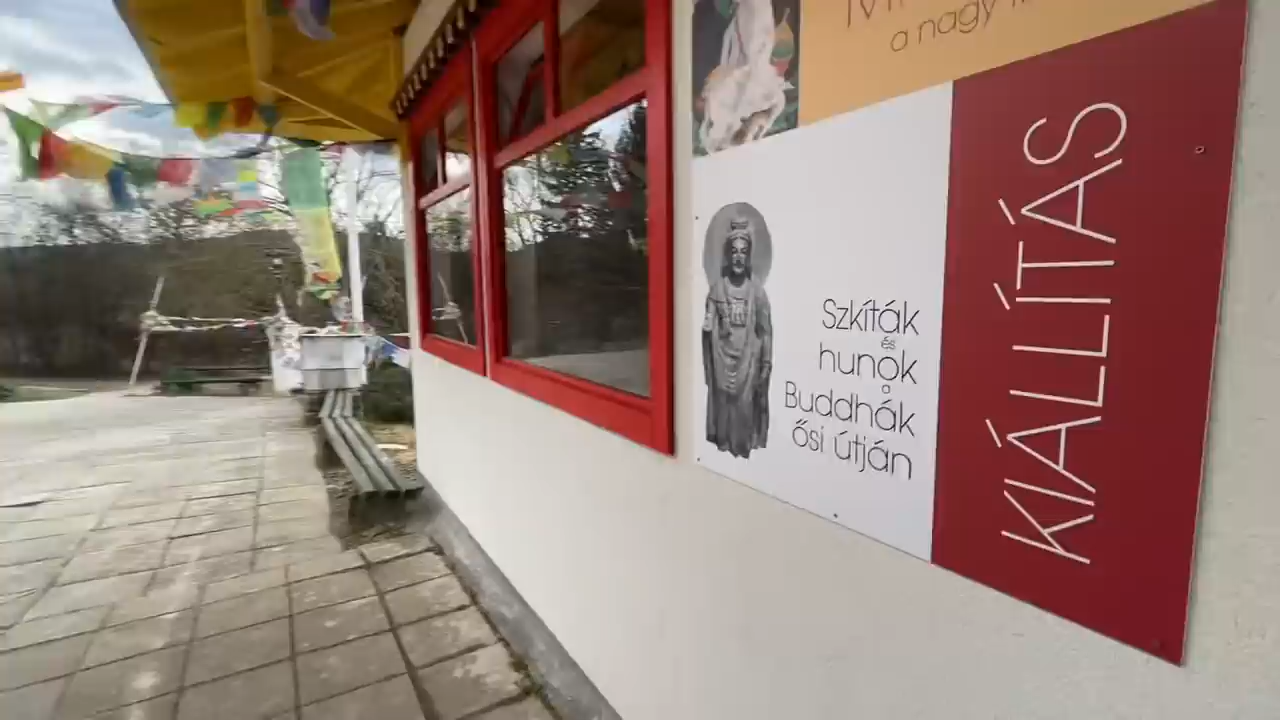 a nagy
Szkíták
és
hunok
a
Buddhák
ősi útján
KIÁLLÍTÁS